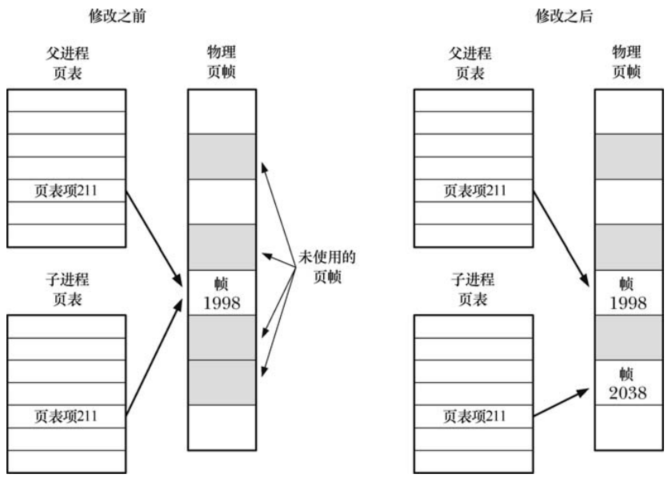 修改之前
父进程
页表
物理
页帧
页表项211
未使用的
页帧
帧
1998
子进程
页表
页表项211
修改之后
父进程
页表
物理
页帧
页表项211
帧
1998
子进程
页表
帧
2038
页表项211